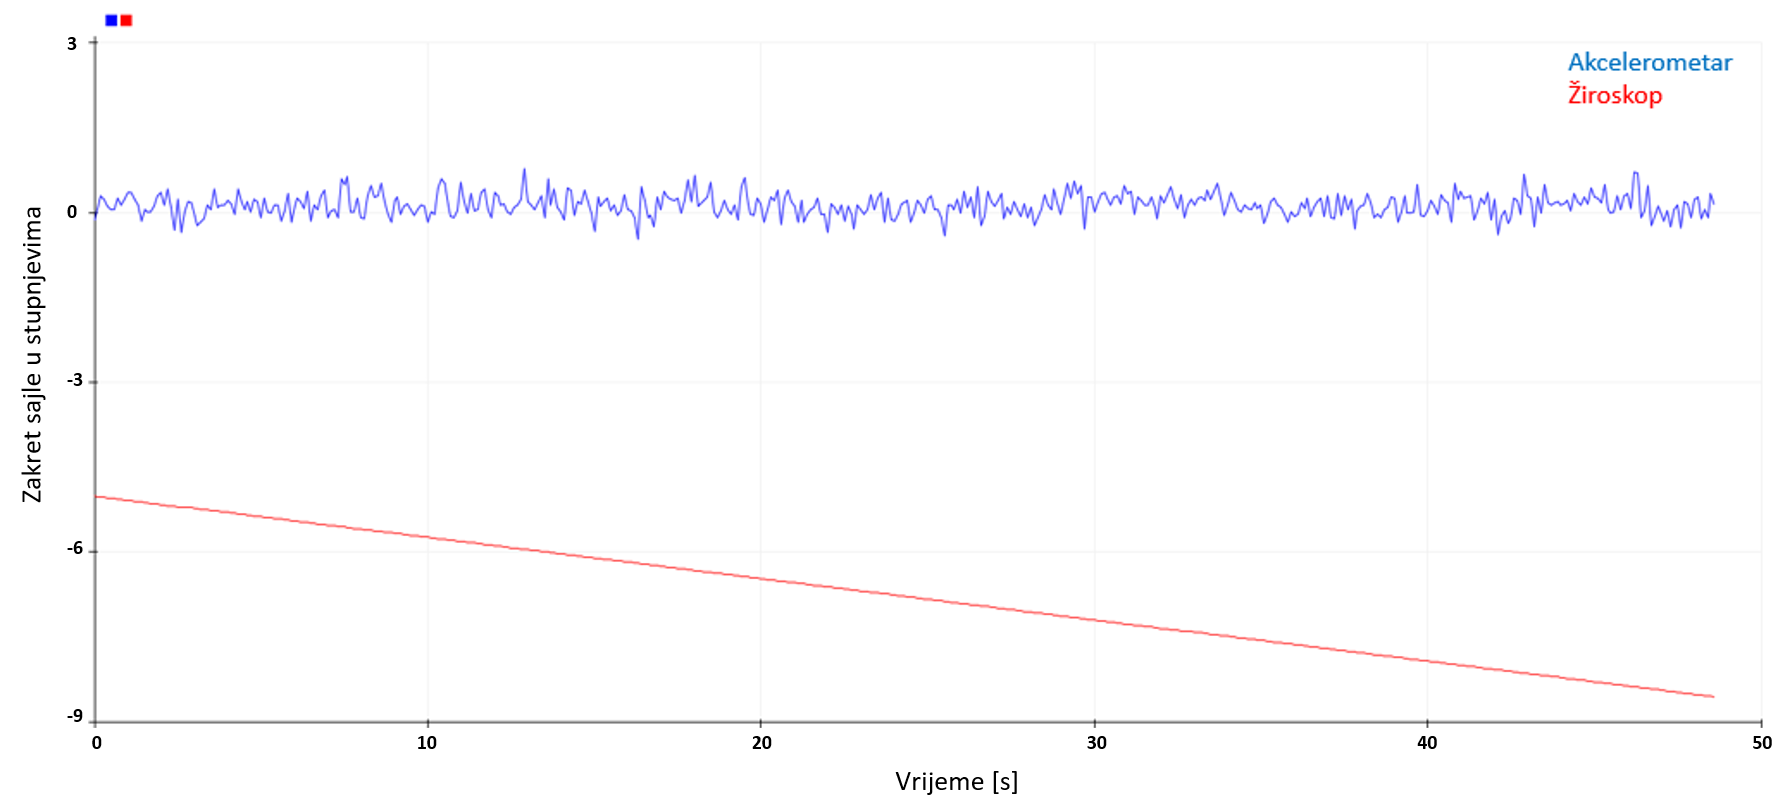 Akcelerometar
Žiroskop
Zakret sajle u stupnjevima
3
0
-3
-6
-9
0 10 20 30 40 50
Vrijeme [s]